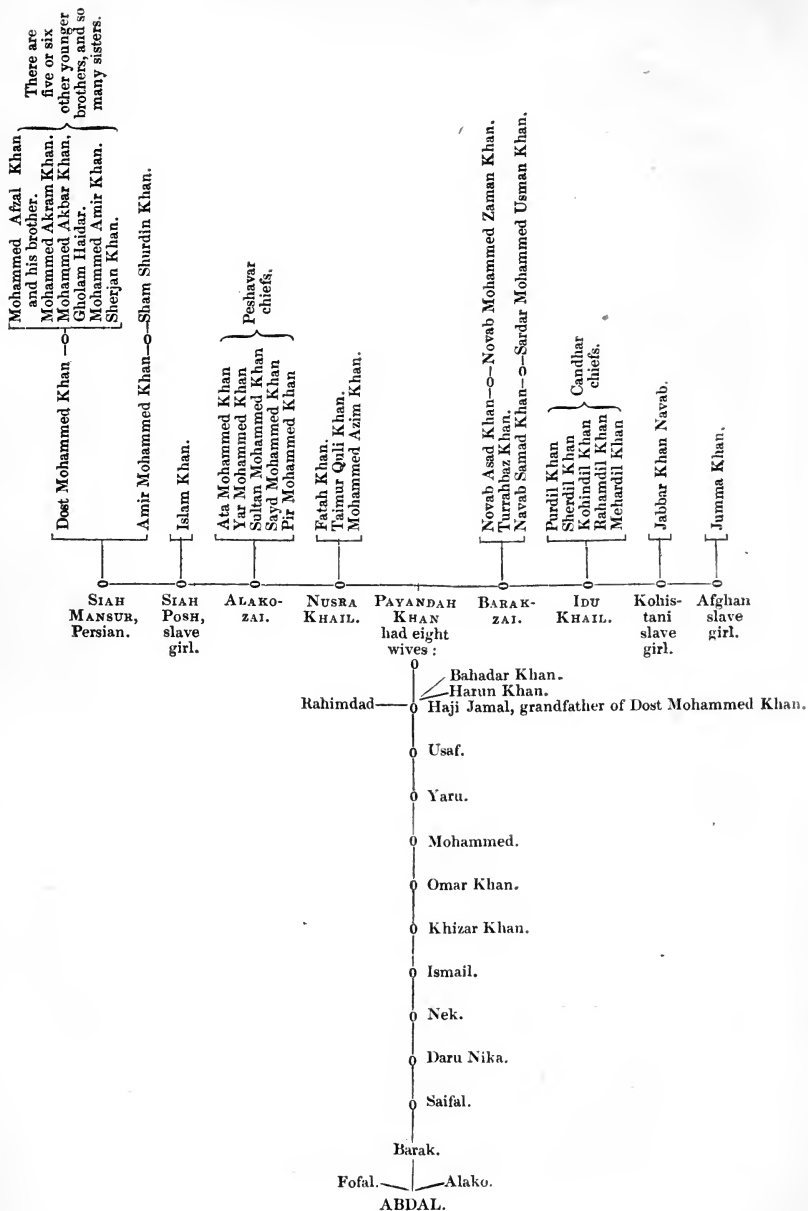 Mohammed Afzal Khan
and his brother.
Mohammed Akram Khan.
Mohammed Akbar Khan,
Gholam Haidar.
Mohammed Amir Khan.
Sherjan Khan.
There are
five or six
other younger
brothers, and so
many sisters.
Dost Mohammed Khan
Amir Mohammed Khan
Sham Shurdin Khan.
Islam Khan.
Ata Mohammed Khan
Yar Mohammed Khan
Sultan Mohammed Khan
Sayd Mohammed Khan
Pir Mohammed Khan
Peshavar
chiefs.
Fatah Khan.
Taimur Quli Khan.
Mohammed Azim Khan.
Novab Asad Khan
Novab Mohammed Zaman Khan.
Turrahbaz Khan.
Navab Samad Khan
Sardar Mohammed Usman Khan.
Purdil Khan
Sherdil Khan
Kohindil Khan
Rahamdil Khan
Mehardil Khan
Candhar
chiefs.
Jabbar Khan Navab.
Jumma Khan.
SIAH
MANSUR,
Persian.
SIAH
POSH,
slave
girl.
ALAKO-
ZAI.
NUSRA
KHAIL.
PAYANDAH
KHAN
had eight
wives :
BARAK-
ZAI.
IDU
KHAIL.
Kohis-
tani
slave
girl.
Afghan
slave
girl.
Bahadar Khan.
Harun Khan.
Rahimdad
Haji Jamal, grandfather of Dost Mohammed Khan.
Usaf.
Yaru.
Mohammed.
Omar Khan.
Khizar Khan.
Ismail.
Nek.
Daru Nika.
Saifal.
Barak.
Fofal.
Alako.
ABDAL.